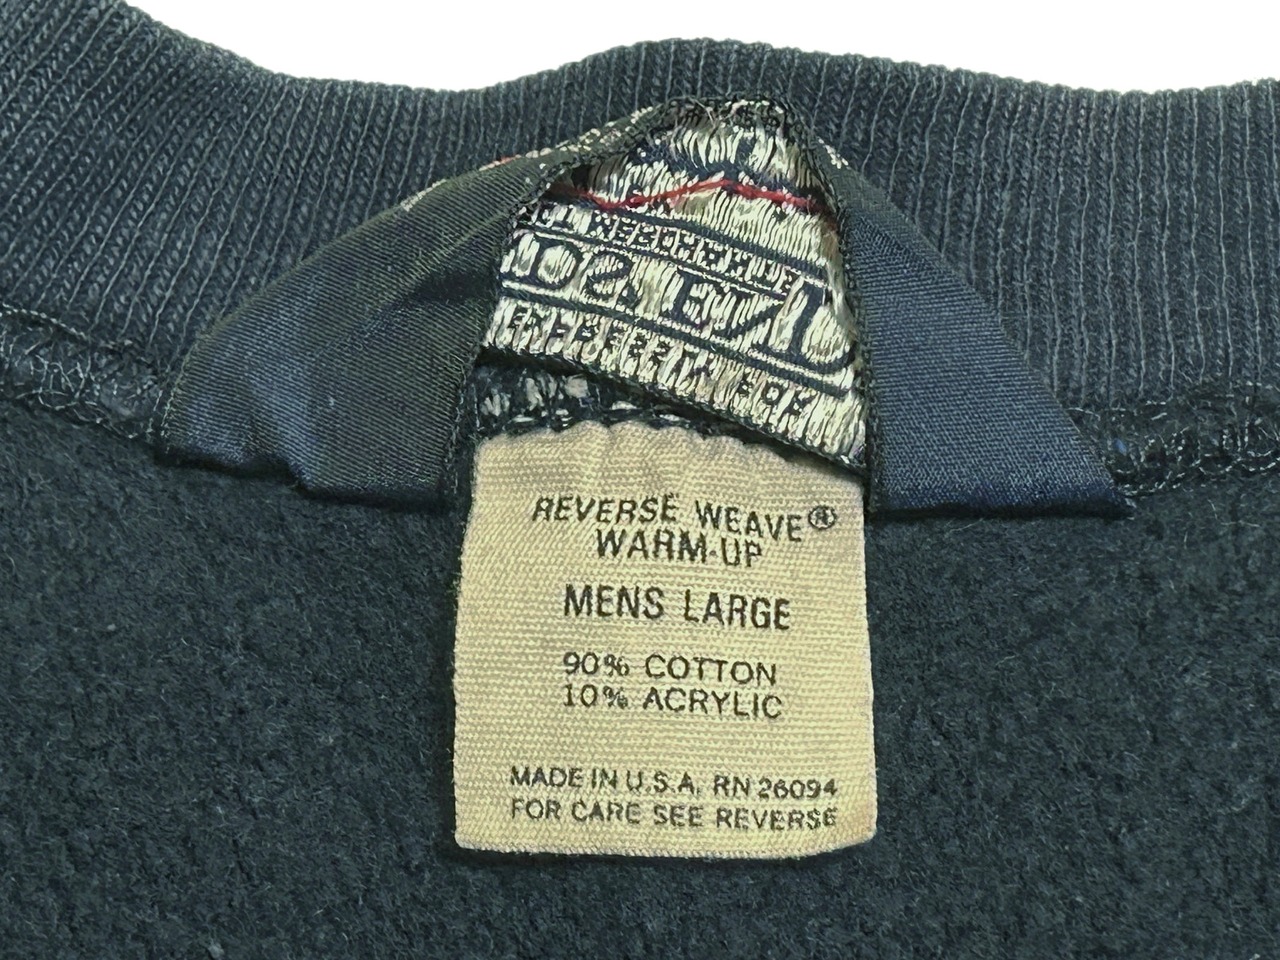 REVERSE WEAVE®
WARM-UP
MENS LARGE
90% COTTON
10% ACRYLIC
MADE IN U.S.A. RN 26094
FOR CARE SEE REVERSE